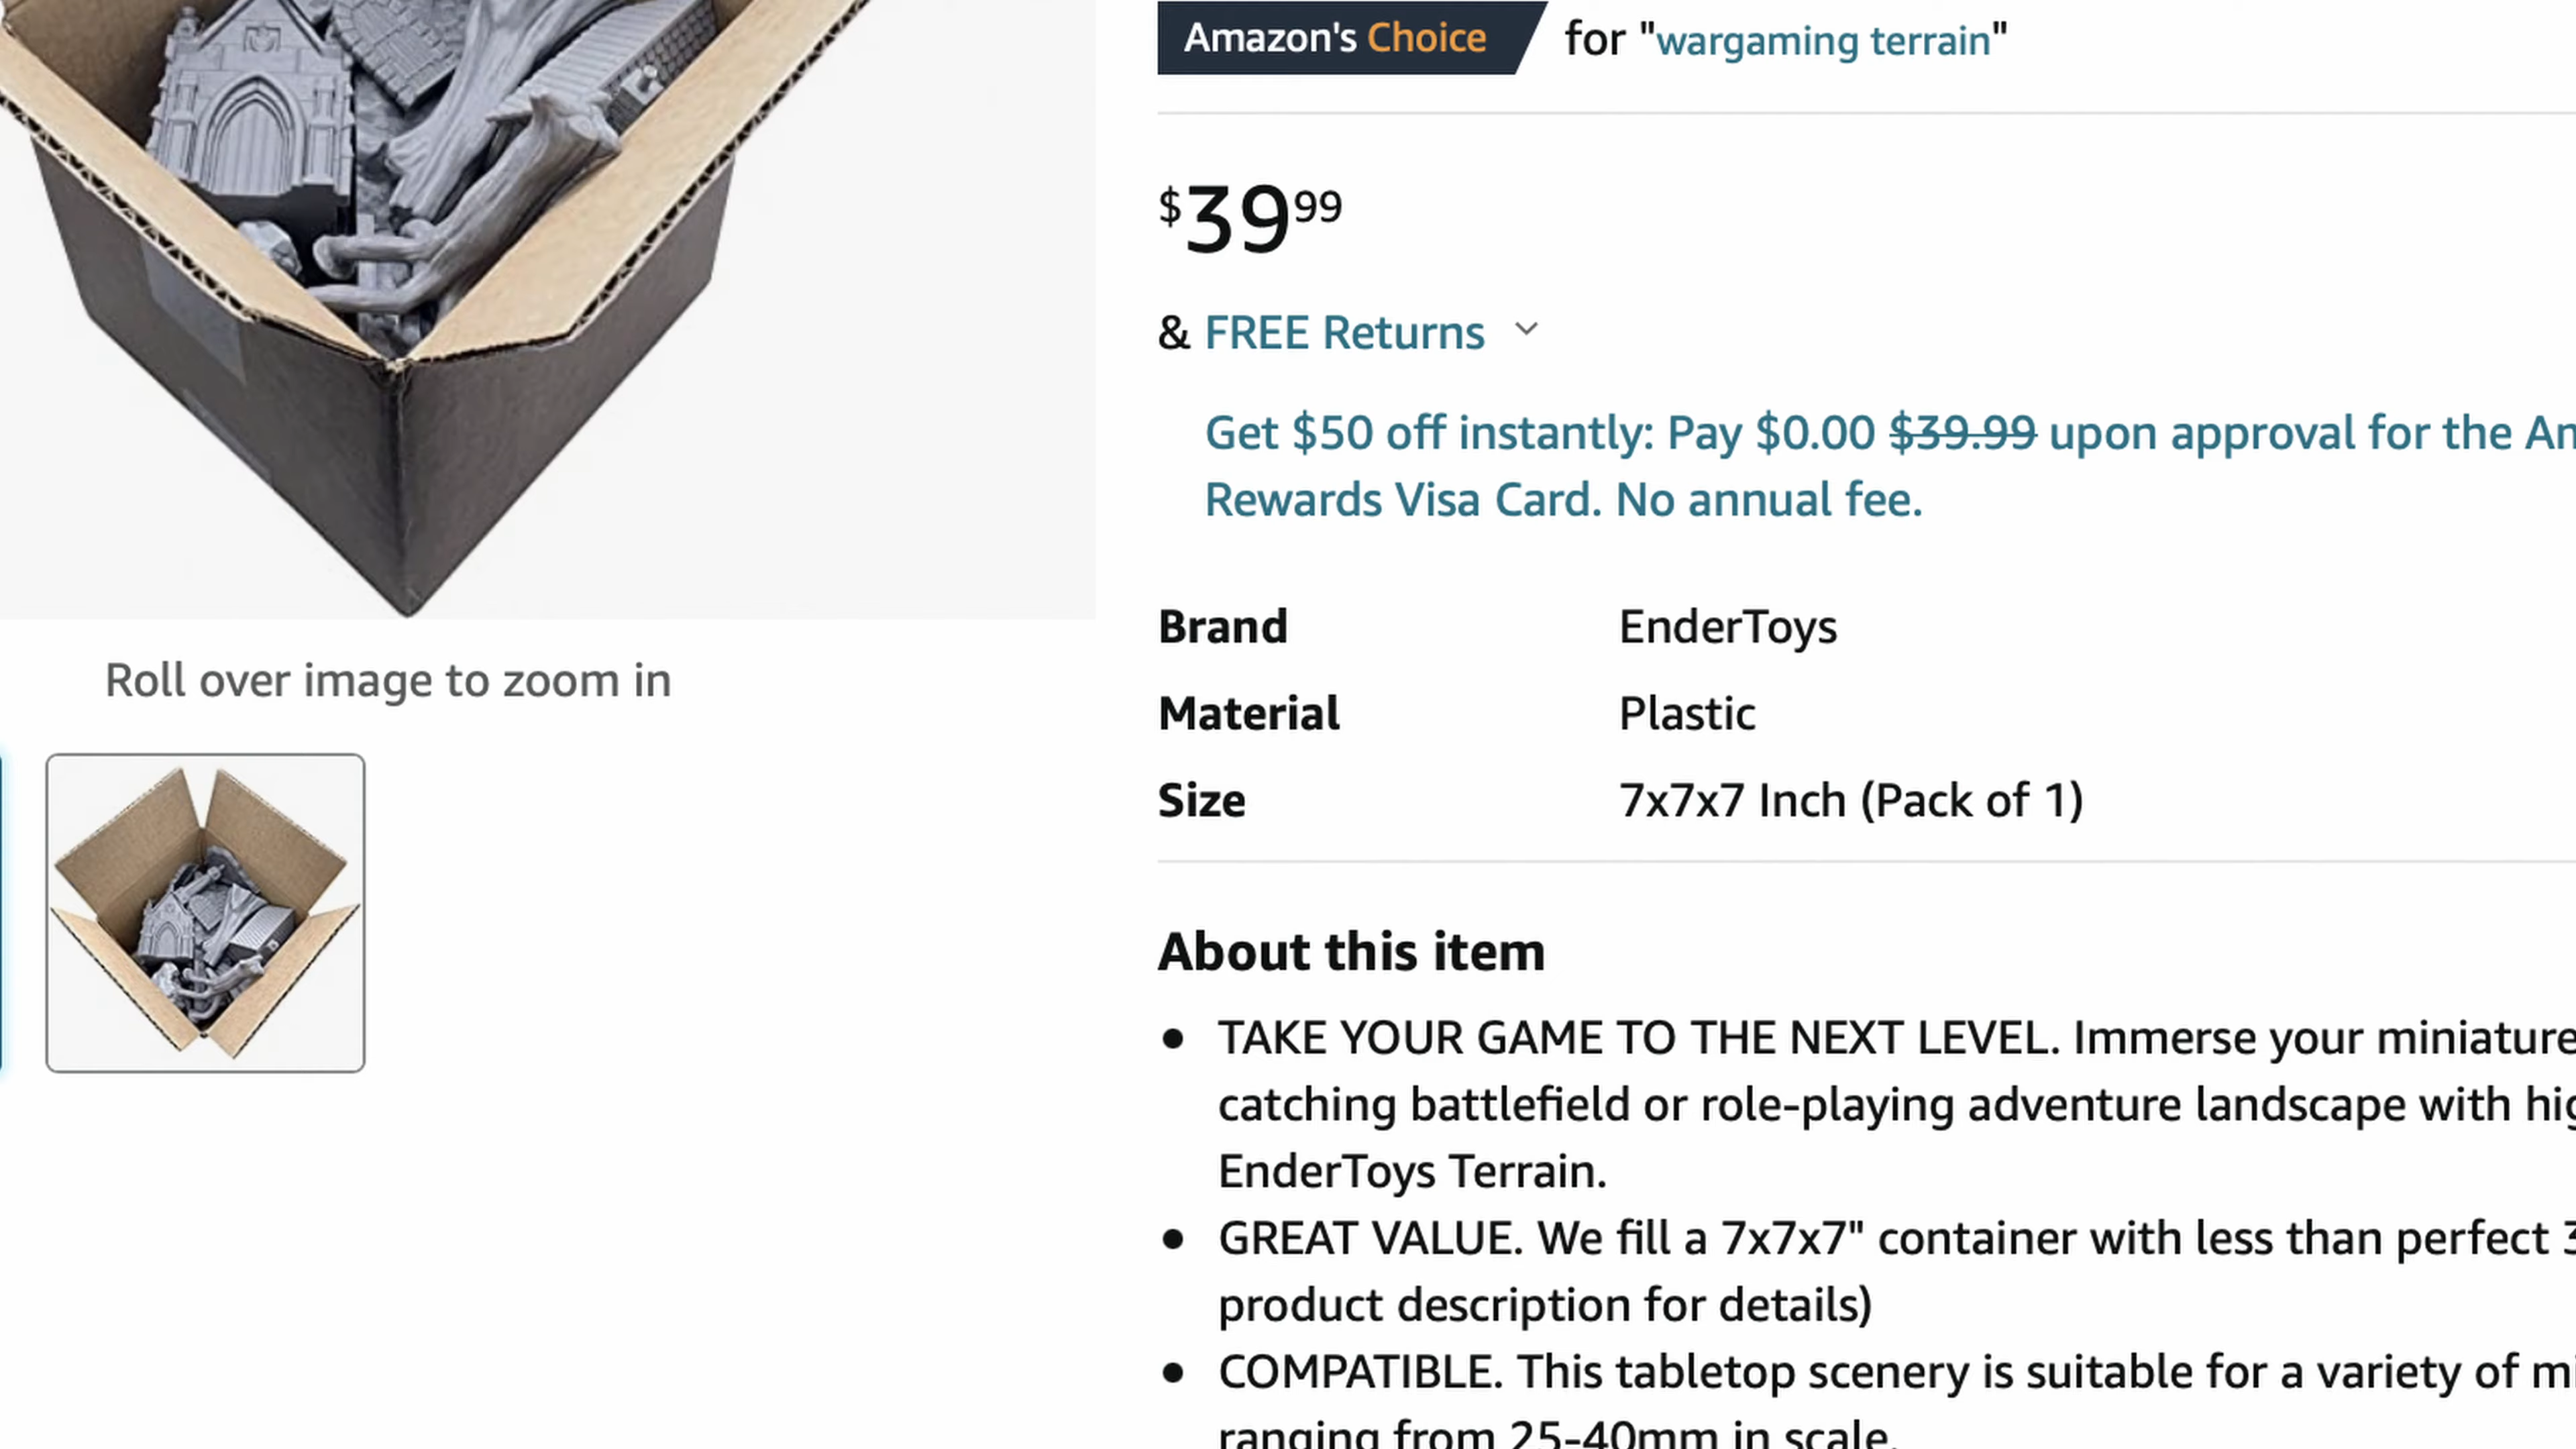 Amazon's Choice for "wargaming terrain"
$39 99
& FREE Returns
Get $50 off instantly: Pay $0.00 $39.99 upon approval for the
Rewards Visa Card. No annual fee.
Roll over image to zoom in
Brand EnderToys
Material Plastic
Size 7x7x7 Inch (Pack of 1)
About this item
• TAKE YOUR GAME TO THE NEXT LEVEL. Immerse your miniature
catching battlefield or role-playing adventure landscape with
EnderToys Terrain.
• GREAT VALUE. We fill a 7x7x7" container with less than perfect
product description for details)
• COMPATIBLE. This tabletop scenery is suitable for a variety of
ranging from 25-40mm in scale.